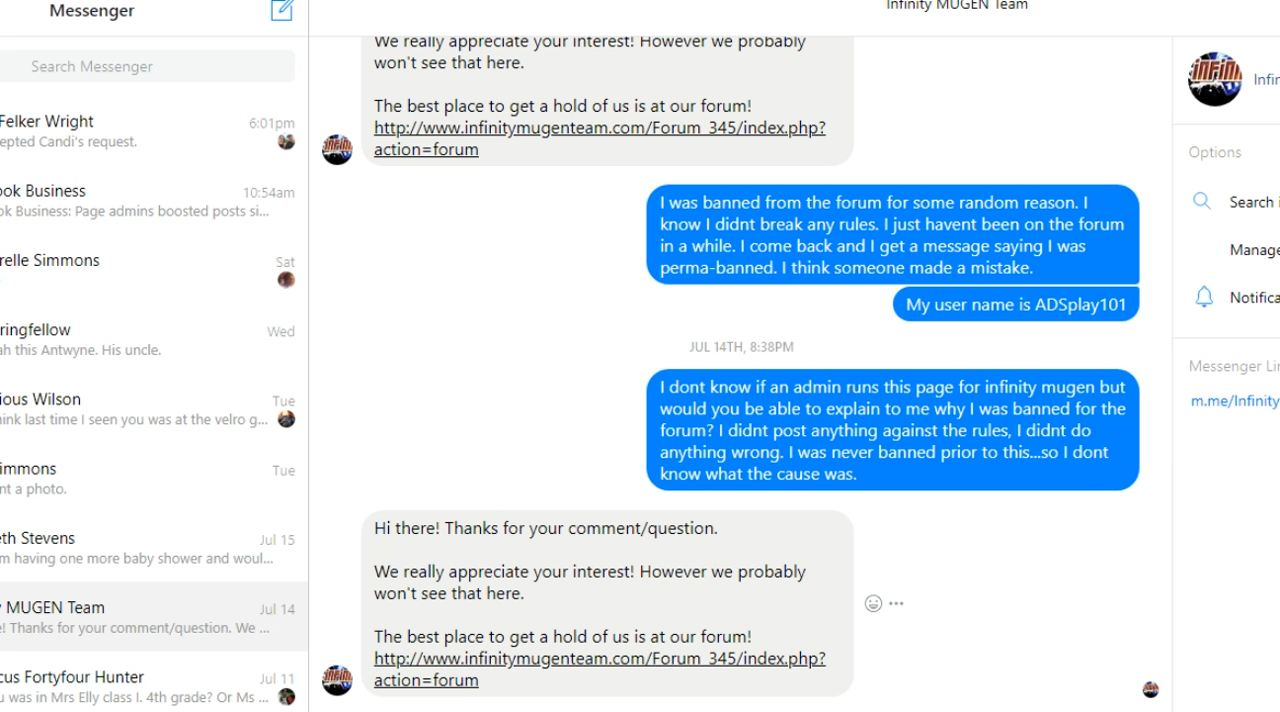 Messenger
Search Messenger
Felker Wright
6:01pm
epted Candi's request.
ook Business
10:54am
ok Business: Page admins boosted posts si...
relle Simmons
Sat
ringfellow
Wed
ah this Antwyne. His uncle.
ious Wilson
Tue
hink last time I seen you was at the velro g...
immons
Tue
nt a photo.
eth Stevens
Jul 15
m having one more baby shower and woul...
y MUGEN Team
Jul 14
e! Thanks for your comment/question. We ...
cus Fortyfour Hunter
Jul 11
u was in Mrs Elly class I. 4th grade? Or Ms ...
Infinity MUGEN Team
We really appreciate your interest! However we probably
won't see that here.
The best place to get a hold of us is at our forum!
http://www.infinitymugenteam.com/Forum_345/index.php?
action=forum
I was banned from the forum for some random reason. I
know I didnt break any rules. I just havent been on the forum
in a while. I come back and I get a message saying I was
perma-banned. I think someone made a mistake.
My user name is ADSplay101
JUL 14TH, 8:38PM
I dont know if an admin runs this page for infinity mugen but
would you be able to explain to me why I was banned for the
forum? I didnt post anything against the rules, I didnt do
anything wrong. I was never banned prior to this...so I dont
know what the cause was.
Hi there! Thanks for your comment/question.
We really appreciate your interest! However we probably
won't see that here.
The best place to get a hold of us is at our forum!
http://www.infinitymugenteam.com/Forum_345/index.php?
action=forum
Infin
Options
Search i
Manage
Notifica
Messenger Lin
m.me/Infinity